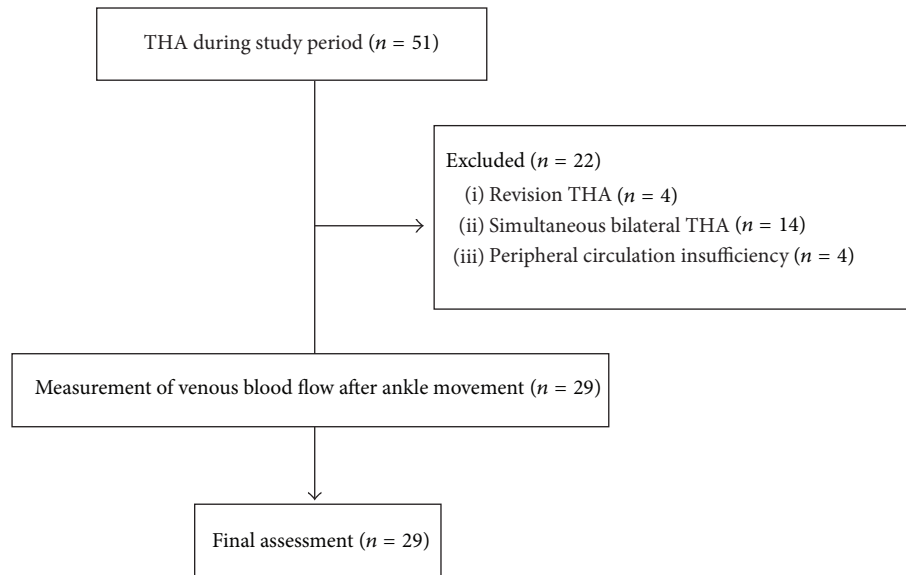 THA during study period (n = 51)
Excluded (n = 22)
(i) Revision THA (n = 4)
(ii) Simultaneous bilateral THA (n = 14)
(iii) Peripheral circulation insufficiency (n = 4)
Measurement of venous blood flow after ankle movement (n = 29)
Final assessment (n = 29)